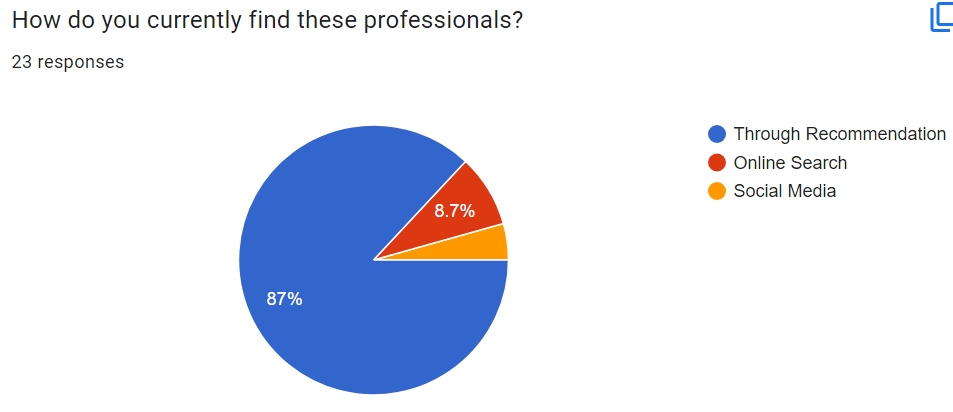 How do you currently find these professionals?
23 responses
Through Recommendation
Online Search
Social Media
8.7%
87%